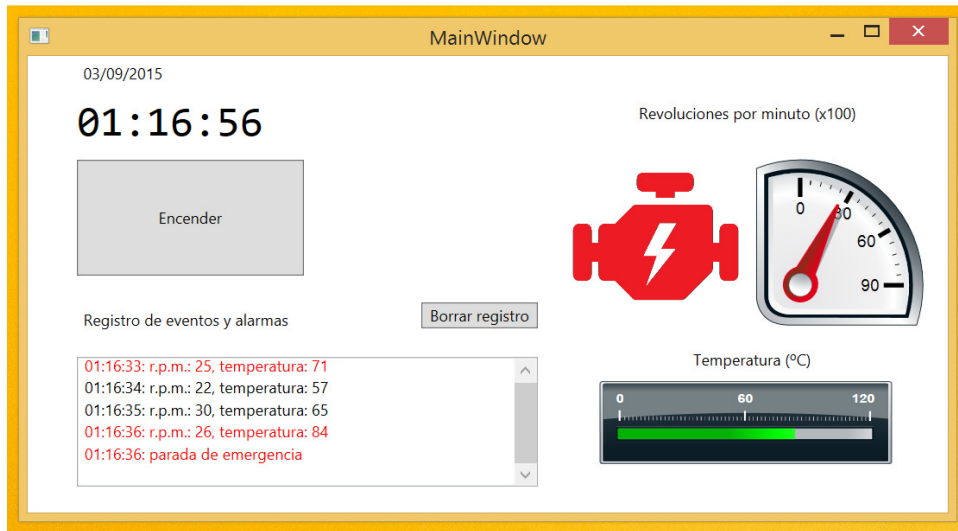 MainWindow
03/09/2015
01:16:56
Encender
Revoluciones por minuto (x100)
0
30
60
90
Registro de eventos y alarmas
Borrar registro
01:16:33: r.p.m.: 25, temperatura: 71
01:16:34: r.p.m.: 22, temperatura: 57
01:16:35: r.p.m.: 30, temperatura: 65
01:16:36: r.p.m.: 26, temperatura: 84
01:16:36: parada de emergencia
Temperatura (ºC)
0 60 120